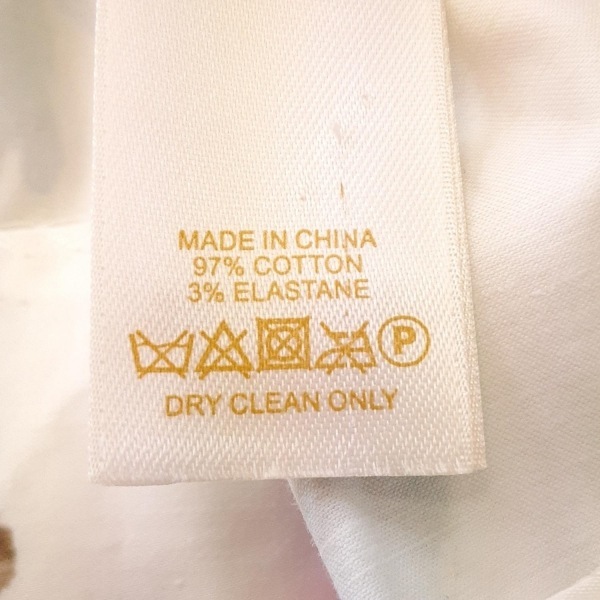 MADE IN CHINA
97% COTTON
3% ELASTANE
P
DRY CLEAN ONLY